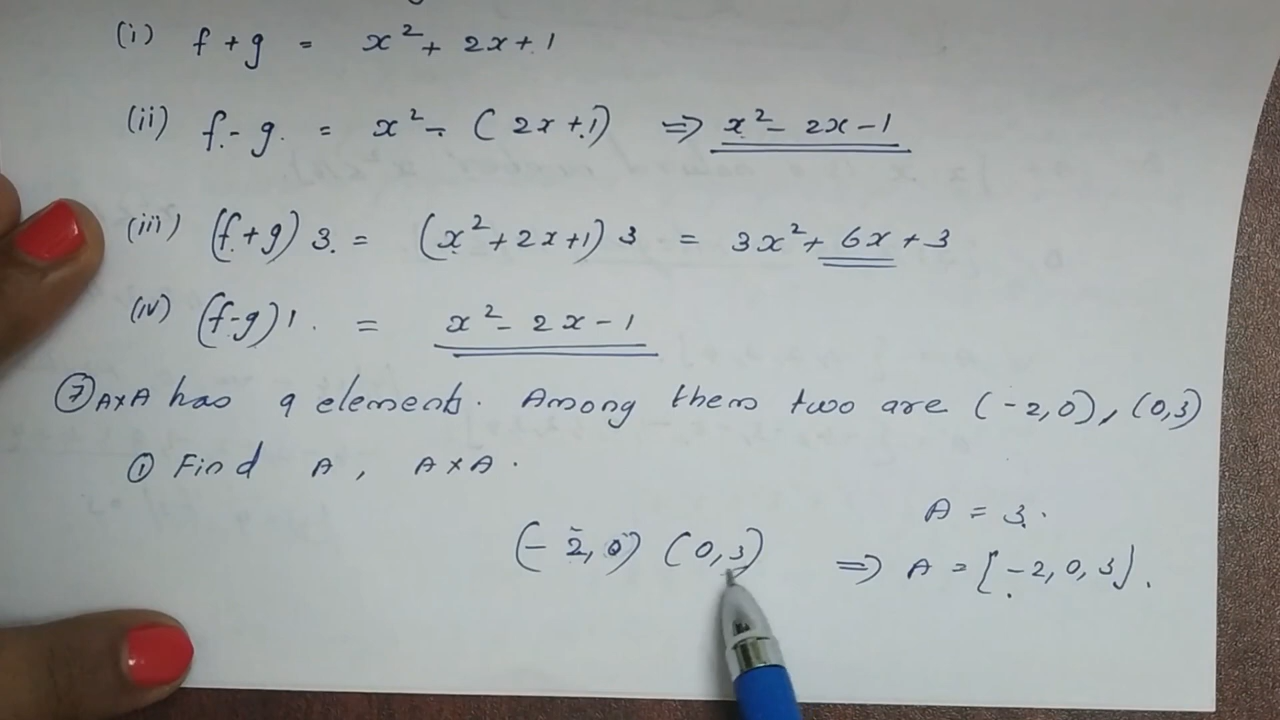 (i) f + g = x² + 2x + 1
(ii) f - g. = x² - (2x + 1) ⇒ x² - 2x - 1
(iii) (f + g) 3. = (x² + 2x + 1) 3 = 3x² + 6x + 3
(iv) (f - g) 1. = x² - 2x - 1
⑦ A×A has 9 elements. Among them two are (-2,0), (0,3)
① Find A, A×A.
A = 3.
(-2,0) (0,3) ⇒ A = {-2, 0, 3}.